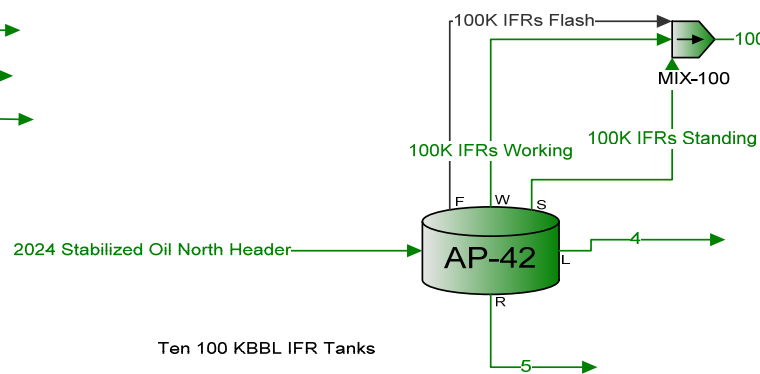 100K IFRs Flash
100
MIX-100
100K IFRs Standing
100K IFRs Working
F
W
S
2024 Stabilized Oil North Header
AP-42
L
4
R
Ten 100 KBBL IFR Tanks
5